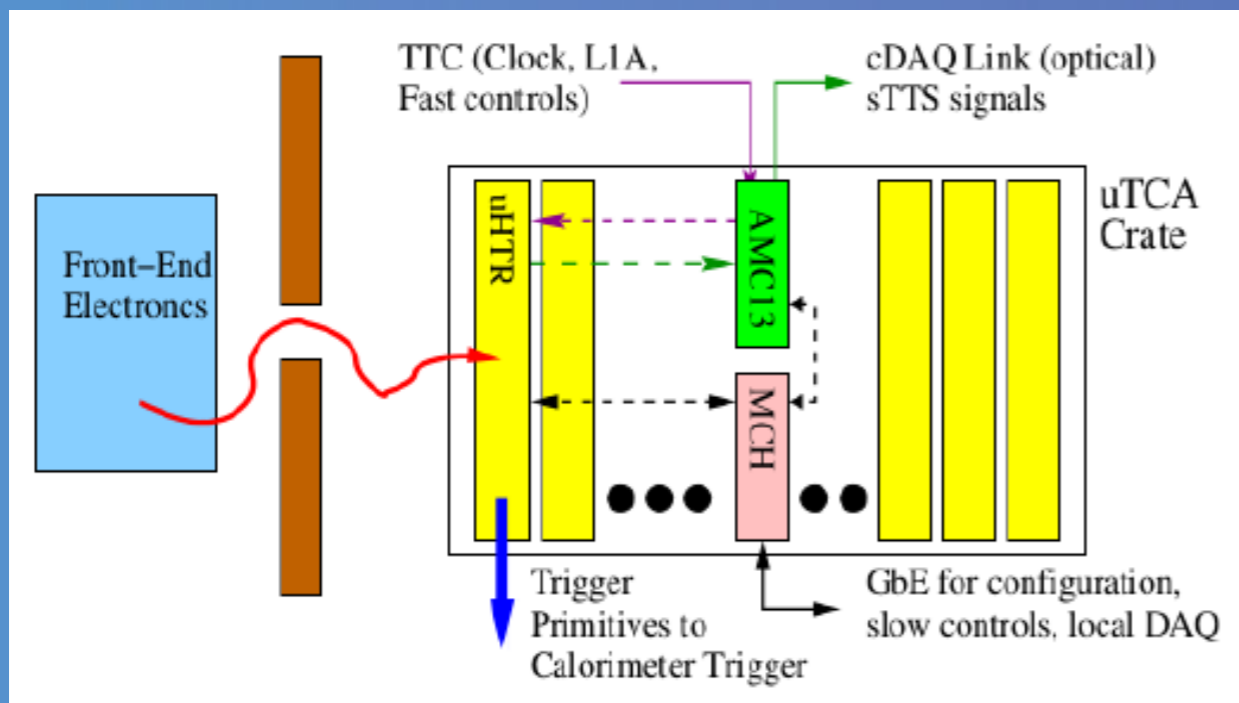 TTC (Clock, L1A,
Fast controls)
cDAQ Link (optical)
sTTS signals
uTCA
Crate
Front-End
Electroncs
uHTR
AMC13
MCH
Trigger
Primitives to
Calorimeter Trigger
GbE for configuration,
slow controls, local DAQ